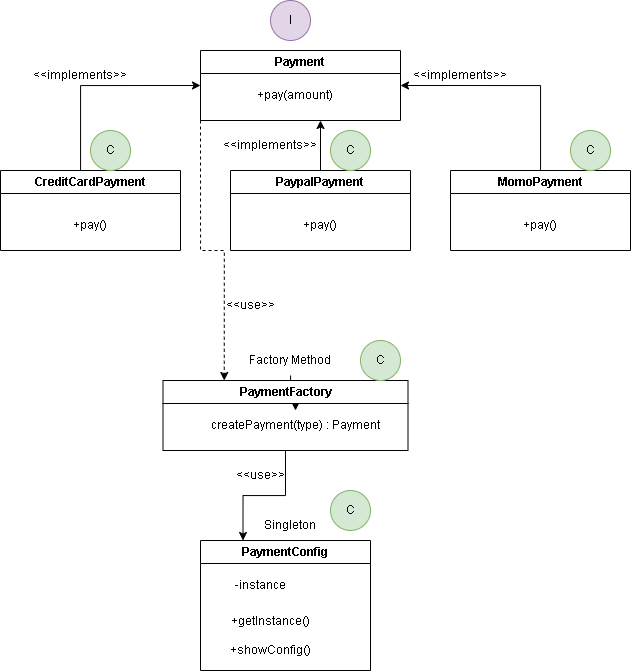 I
Payment
+pay(amount)
<<implements>>
<<implements>>
<<implements>>
C
C
C
CreditCardPayment
+pay()
PaypalPayment
+pay()
MomoPayment
+pay()
<<use>>
Factory Method
C
PaymentFactory
createPayment(type) : Payment
<<use>>
C
Singleton
PaymentConfig
-instance
+getInstance()
+showConfig()